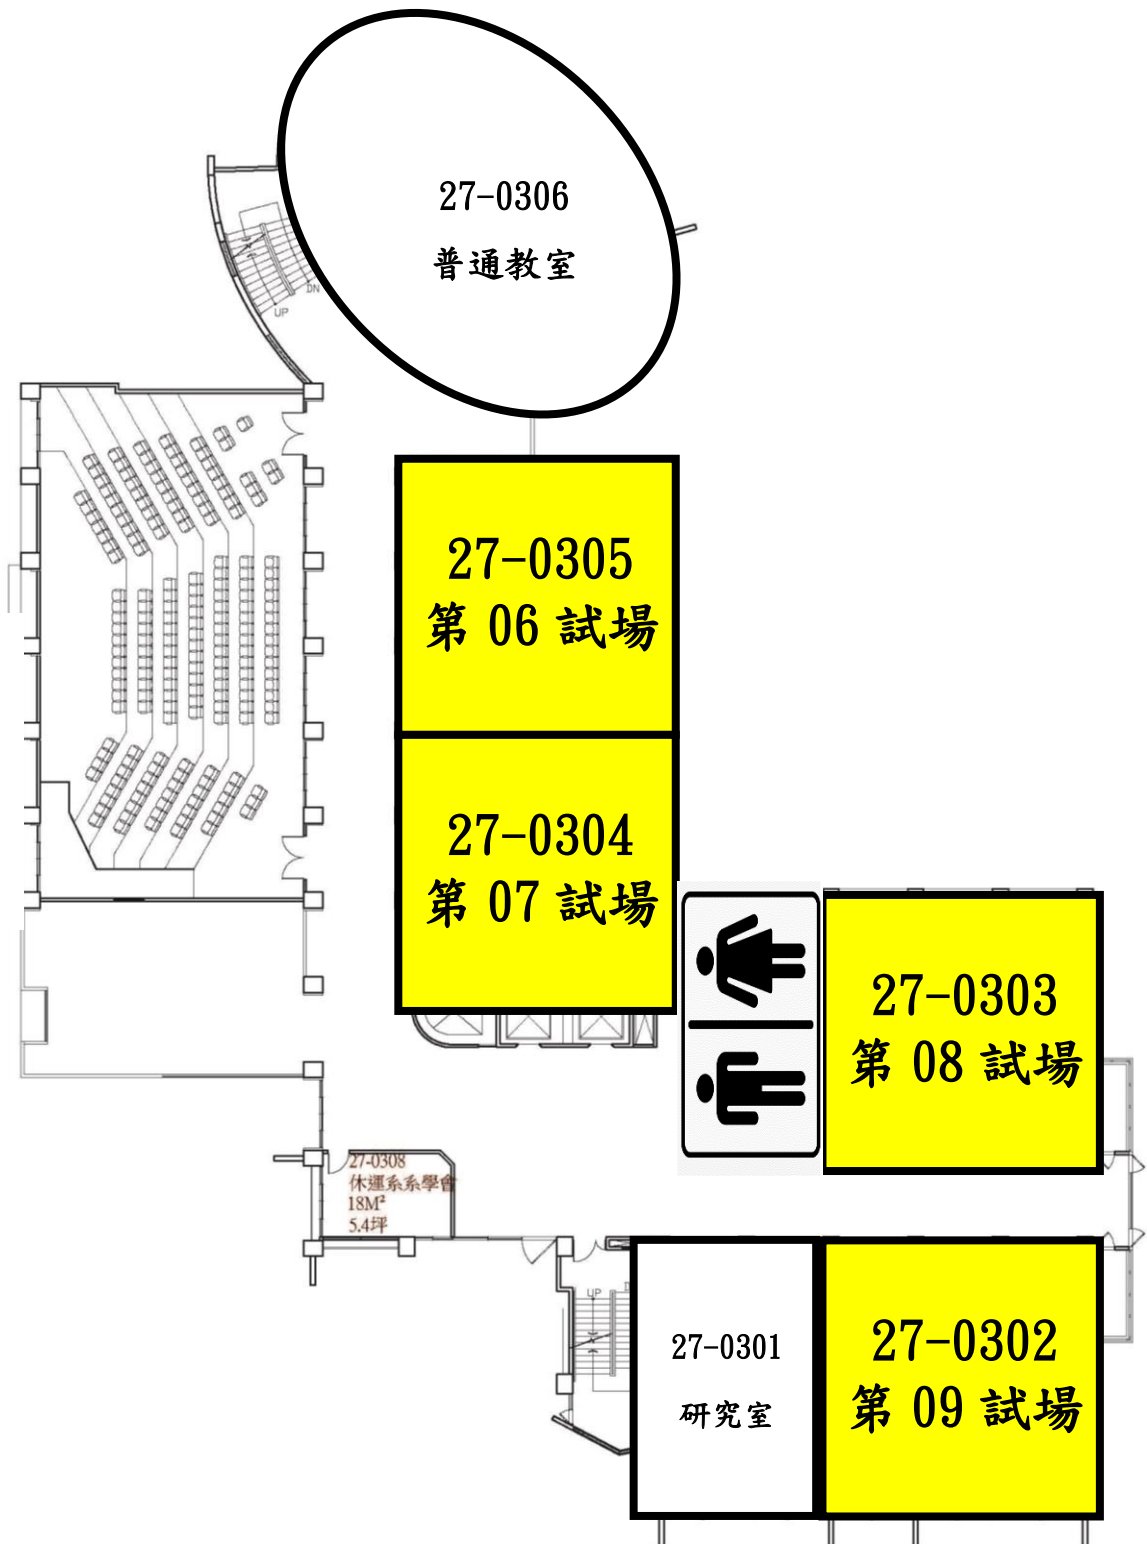 27-0306
普通教室
DN
UP
27-0305
第 06 試場
27-0304
第 07 試場
27-0303
第 08 試場
27-0308
休運系系學會
18M²
5.4坪
UP
D
27-0301
研究室
27-0302
第 09 試場